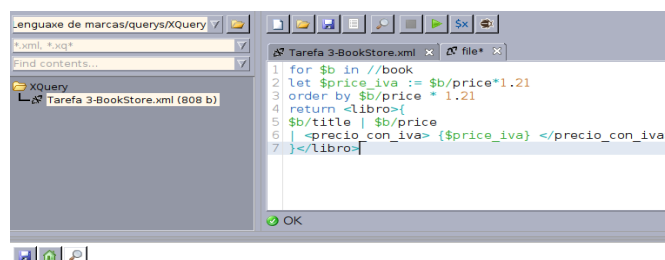 Lenguaxe de marcas/querys/XQuery
*.xml, *.xq*
Find contents...
XQuery
Tarefa 3-BookStore.xml (808 b)
$x
Tarefa 3-BookStore.xml
file*
1 for $b in //book
2 let $price_iva := $b/price*1.21
3 order by $b/price * 1.21
4 return <libro>{
5 $b/title | $b/price
6 | <precio_con_iva> {$price_iva} </precio_con_iva
7 }</libro>
OK